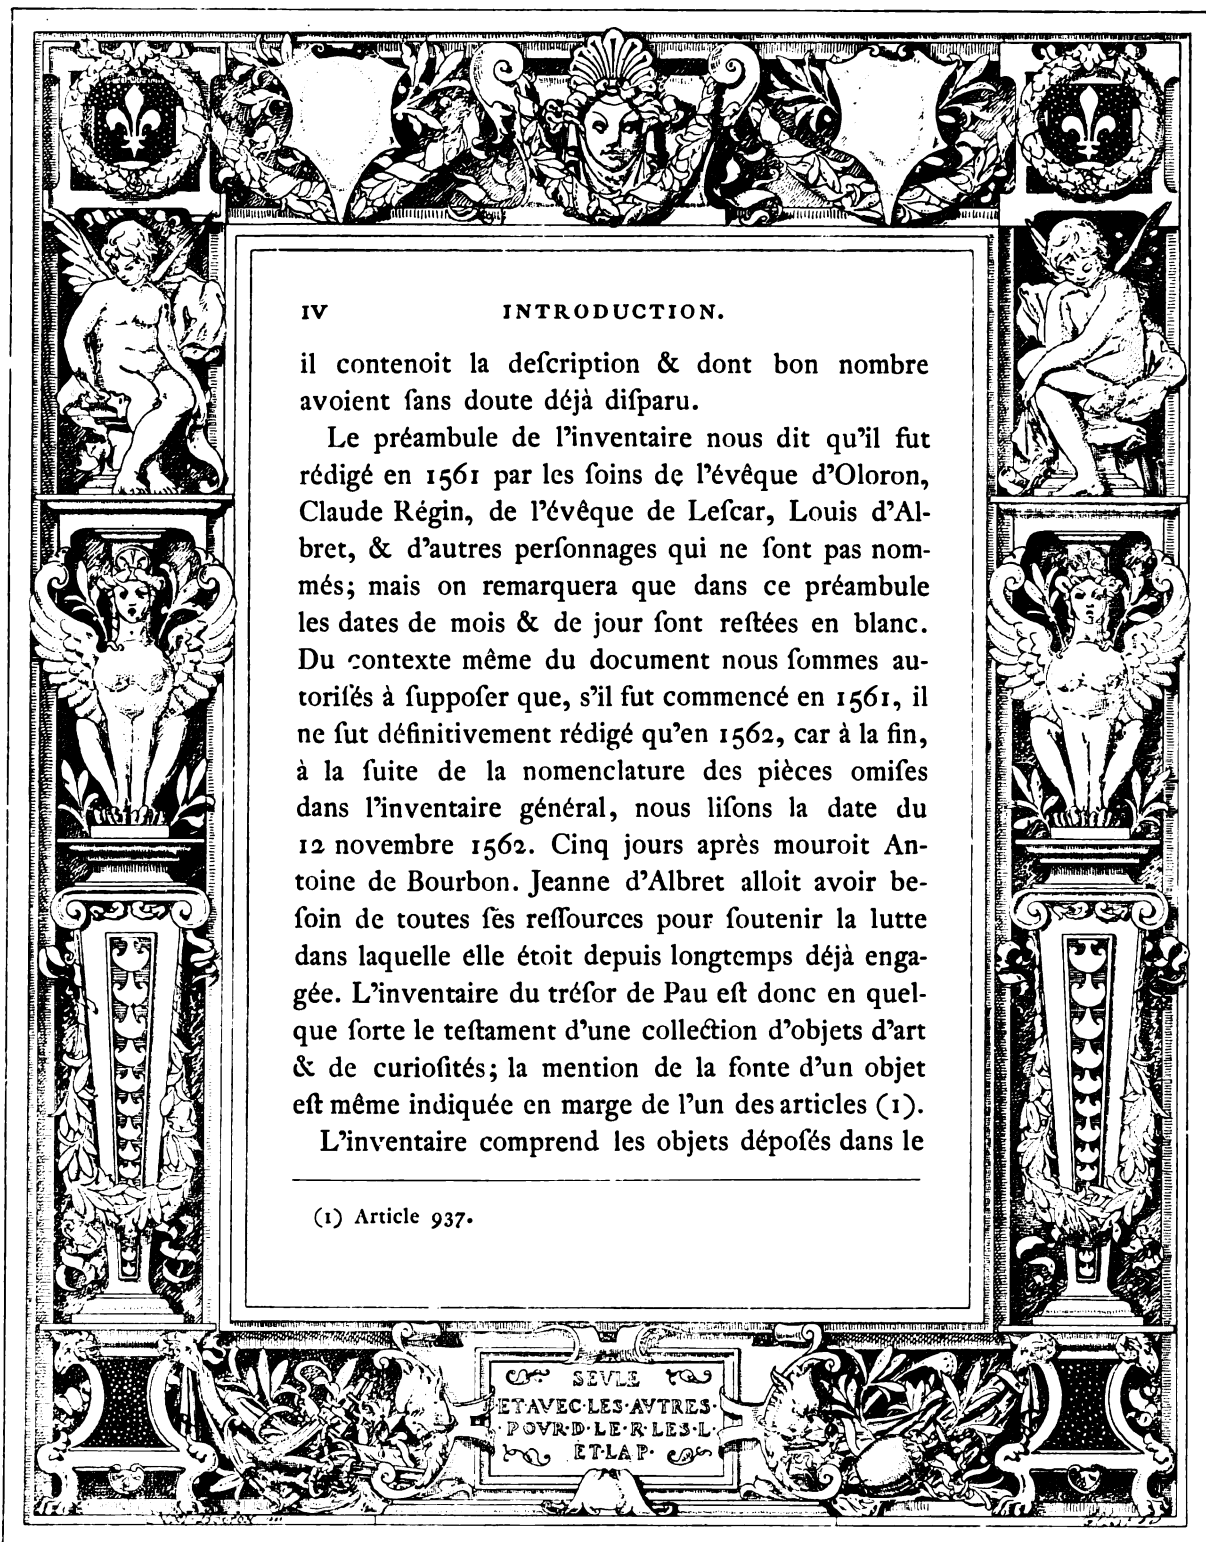 IV INTRODUCTION.
il contenoit la deſcription & dont bon nombre
avoient ſans doute déjà diſparu.
Le préambule de l'inventaire nous dit qu'il fut
rédigé en 1561 par les ſoins de l'évêque d'Oloron,
Claude Régin, de l'évêque de Leſcar, Louis d'Al-
bret, & d'autres perſonnages qui ne ſont pas nom-
més; mais on remarquera que dans ce préambule
les dates de mois & de jour ſont reſtées en blanc.
Du contexte même du document nous ſommes au-
toriſés à ſuppoſer que, s'il fut commencé en 1561, il
ne fut définitivement rédigé qu'en 1562, car à la fin,
à la ſuite de la nomenclature des pièces omiſes
dans l'inventaire général, nous liſons la date du
12 novembre 1562. Cinq jours après mouroit An-
toine de Bourbon. Jeanne d'Albret alloit avoir be-
ſoin de toutes ſes reſſources pour ſoutenir la lutte
dans laquelle elle étoit depuis longtemps déjà enga-
gée. L'inventaire du tréſor de Pau eſt donc en quel-
que ſorte le teſtament d'une collection d'objets d'art
& de curioſités; la mention de la fonte d'un objet
eſt même indiquée en marge de l'un des articles (1).
L'inventaire comprend les objets dépoſés dans le
(1) Article 937.
SEVLE
ET AVEC·LES·AVTRES·
POVR·D·LE·R·LES·L·
ET·LA P·